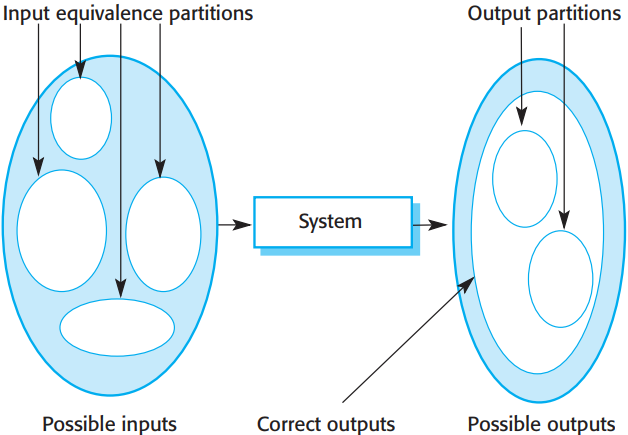 Input equivalence partitions
Output partitions
System
Possible inputs
Correct outputs
Possible outputs